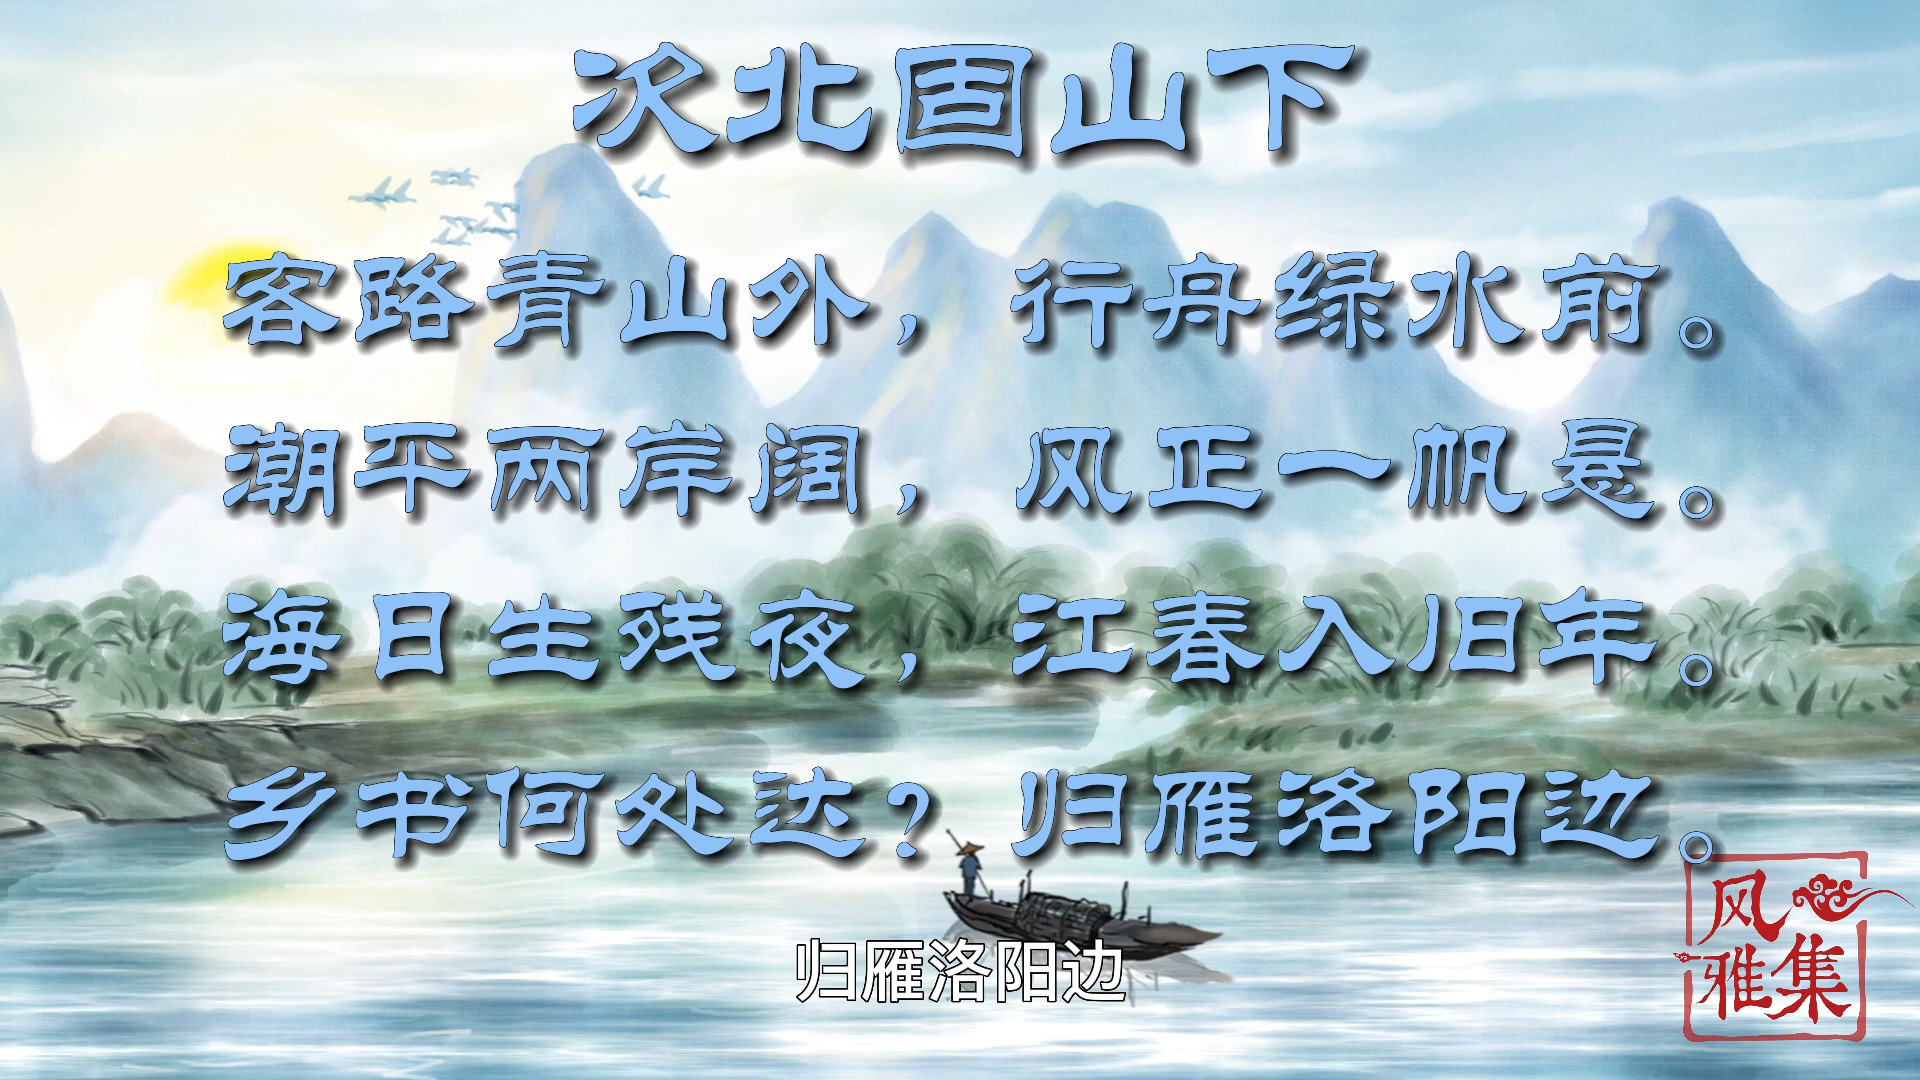 次北固山下
客路青山外，行舟绿水前。
潮平两岸阔，风正一帆悬。
海日生残夜，江春入旧年。
乡书何处达？归雁洛阳边。
归雁洛阳边
风
雅集